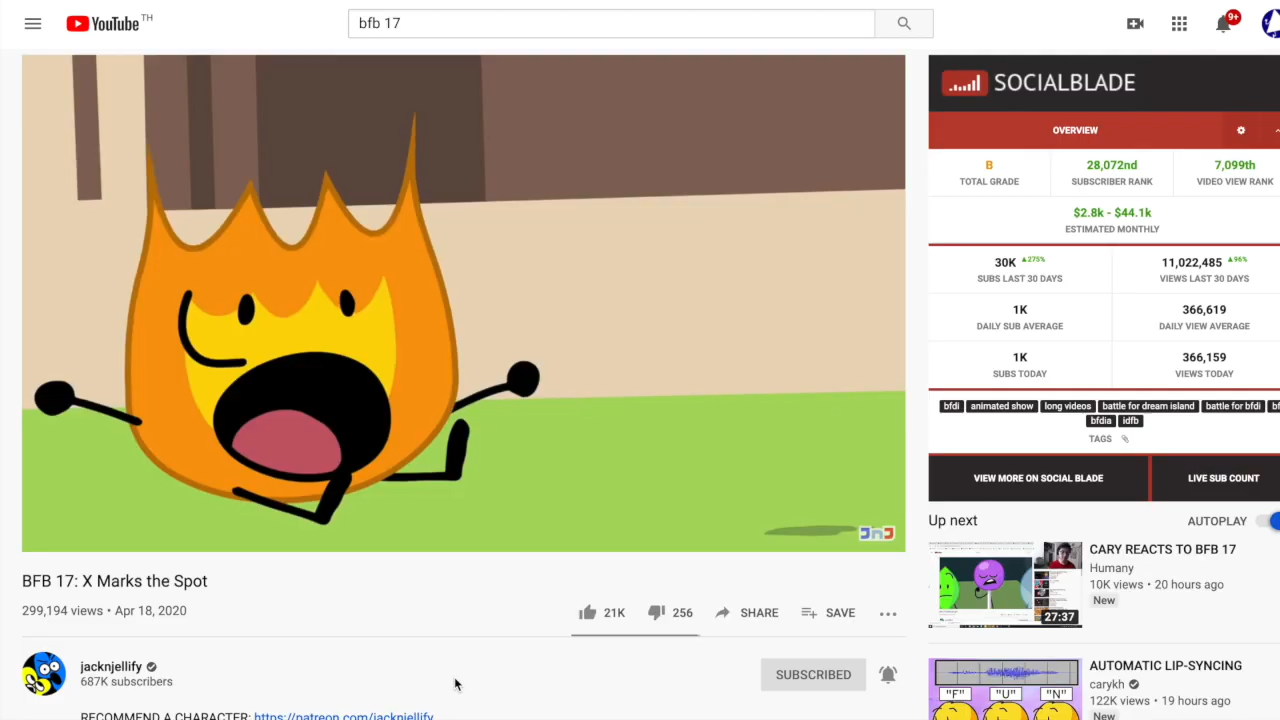 YouTube TH
bfb 17
9+
JnJ
BFB 17: X Marks the Spot
299,194 views • Apr 18, 2020
21K
256
SHARE
SAVE
jacknjellify
687K subscribers
SUBSCRIBED
RECOMMEND A CHARACTER: https://patreon.com/jacknjellify
SOCIALBLADE
OVERVIEW
B
TOTAL GRADE
28,072nd
SUBSCRIBER RANK
7,099th
VIDEO VIEW RANK
$2.8k - $44.1k
ESTIMATED MONTHLY
30K ▲275%
SUBS LAST 30 DAYS
11,022,485 ▲96%
VIEWS LAST 30 DAYS
1K
DAILY SUB AVERAGE
366,619
DAILY VIEW AVERAGE
1K
SUBS TODAY
366,159
VIEWS TODAY
bfdi animated show long videos battle for dream island battle for bfdi
bfdia idfb
TAGS
VIEW MORE ON SOCIAL BLADE
LIVE SUB COUNT
Up next
AUTOPLAY
27:37
CARY REACTS TO BFB 17
Humany
10K views • 20 hours ago
New
"F" "U" "N"
AUTOMATIC LIP-SYNCING
carykh
122K views • 19 hours ago
New